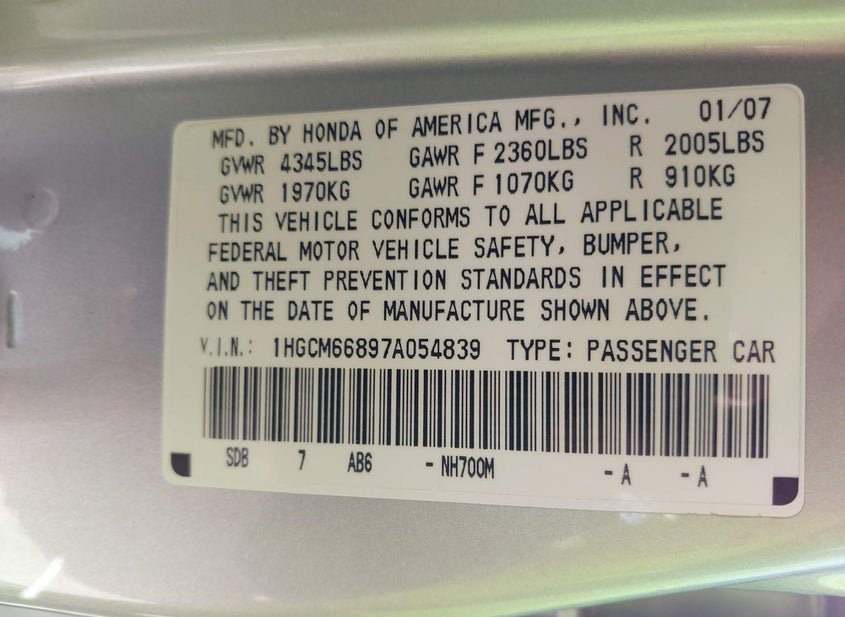 MFD. BY HONDA OF AMERICA MFG., INC. 01/07
GVWR 4345LBS GAWR F 2360LBS R 2005LBS
GVWR 1970KG GAWR F 1070KG R 910KG
THIS VEHICLE CONFORMS TO ALL APPLICABLE
FEDERAL MOTOR VEHICLE SAFETY, BUMPER,
AND THEFT PREVENTION STANDARDS IN EFFECT
ON THE DATE OF MANUFACTURE SHOWN ABOVE.
V.I.N.: 1HGCM66897A054839 TYPE: PASSENGER CAR
SDB 7 AB6 - NH700M - A - A